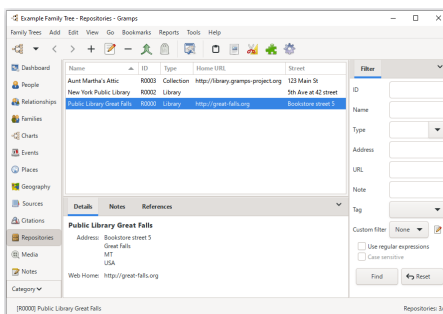 Example Family Tree - Repositories - Gramps
Family Trees Add Edit View Go Bookmarks Reports Tools Help
Dashboard
People
Relationships
Families
Charts
Events
Places
Geography
Sources
Citations
Repositories
Media
Notes
Category
Name ID Type Home URL Street
Aunt Martha's Attic R0003 Collection http://library.gramps-project.org 123 Main St
New York Public Library R0002 Library 5th Ave at 42 street
Public Library Great Falls R0000 Library http://great-falls.org Bookstore street 5
Details Notes References
Public Library Great Falls
Address: Bookstore street 5
Great Falls
MT
USA
Web Home: http://great-falls.org
Filter
ID
Name
Type
Address
URL
Note
Tag
Custom filter None
Use regular expressions
Case sensitive
Find Reset
[R0000] Public Library Great Falls